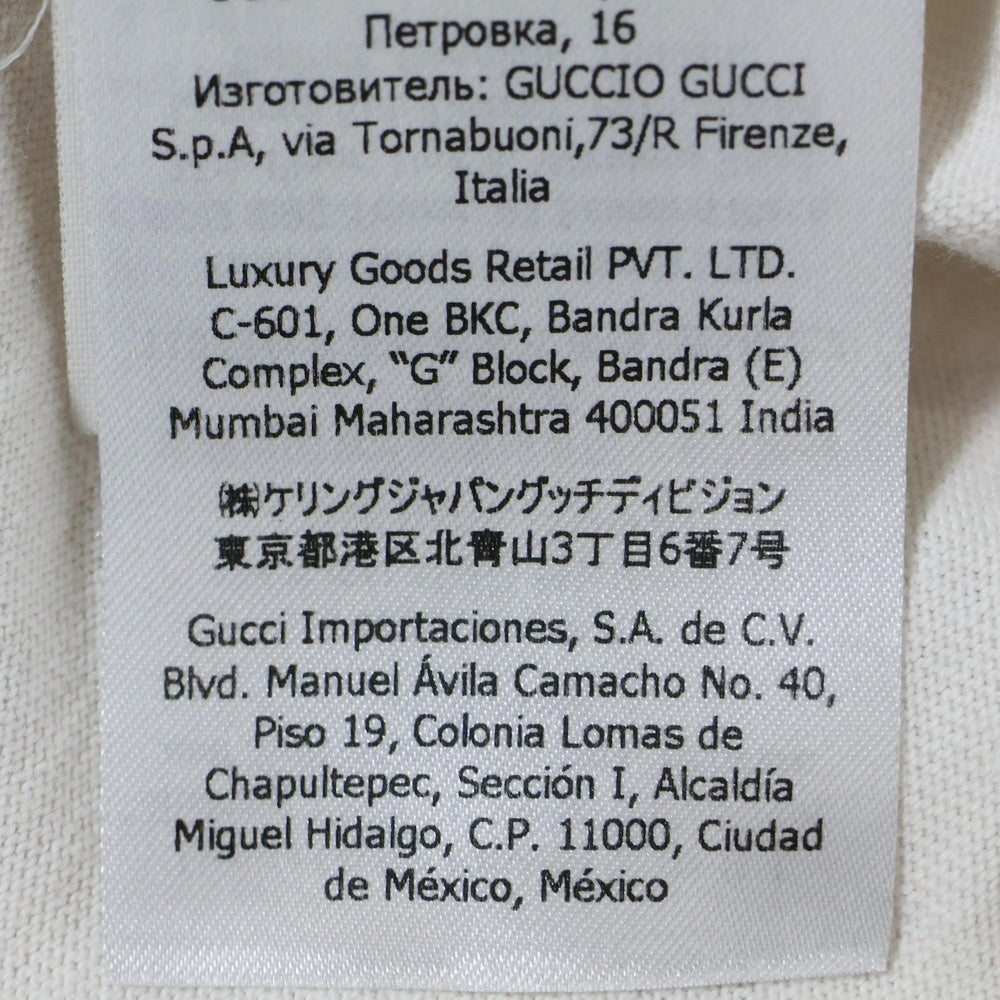 Петровка, 16
Изготовитель: GUCCIO GUCCI
S.p.A, via Tornabuoni,73/R Firenze,
Italia
Luxury Goods Retail PVT. LTD.
C-601, One BKC, Bandra Kurla
Complex, “G” Block, Bandra (E)
Mumbai Maharashtra 400051 India
㈱ケリングジャパングッチディビジョン
東京都港区北青山3丁目6番7号
Gucci Importaciones, S.A. de C.V.
Blvd. Manuel Ávila Camacho No. 40,
Piso 19, Colonia Lomas de
Chapultepec, Sección I, Alcaldía
Miguel Hidalgo, C.P. 11000, Ciudad
de México, México